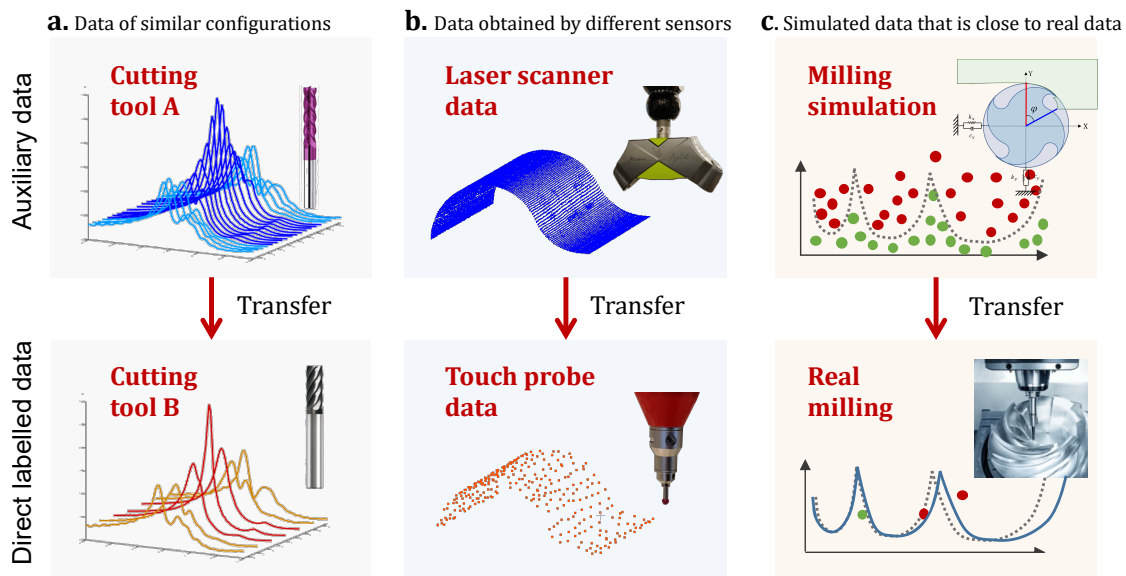 a. Data of similar configurations
b. Data obtained by different sensors
c. Simulated data that is close to real data
Auxiliary data
Cutting
tool A
Laser scanner
data
Milling
simulation
Y
X
φ
Transfer
Transfer
Transfer
Direct labelled data
Cutting
tool B
Touch probe
data
Real
milling